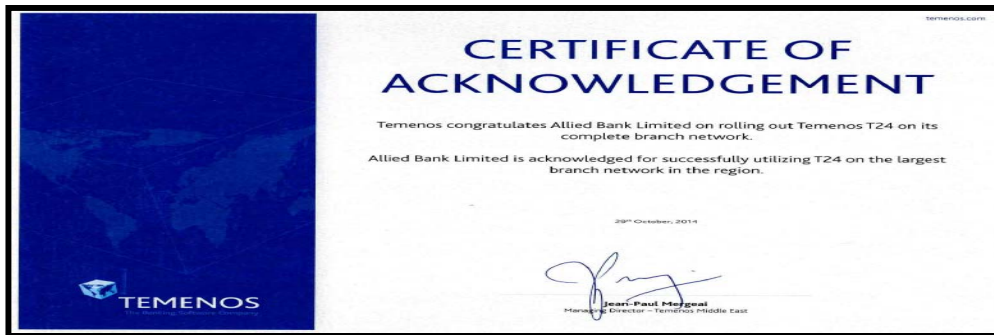 temenos.com
CERTIFICATE OF
ACKNOWLEDGEMENT
Temenos congratulates Allied Bank Limited on rolling out Temenos T24 on its
complete branch network.
Allied Bank Limited is acknowledged for successfully utilizing T24 on the largest
branch network in the region.
29th October, 2014
TEMENOS
The Banking Software Company
Jean-Paul Mergeai
Managing Director – Temenos Middle East